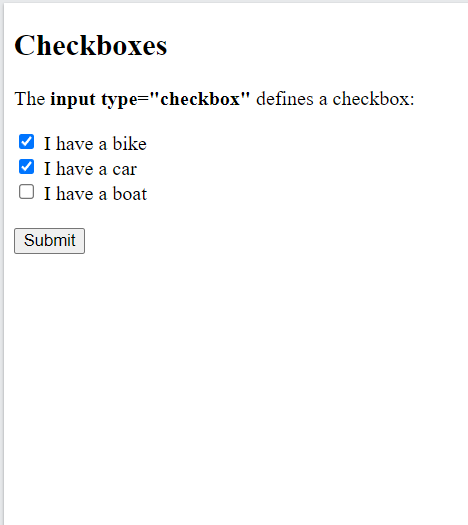 Checkboxes
The input type="checkbox" defines a checkbox:
I have a bike
I have a car
I have a boat
Submit